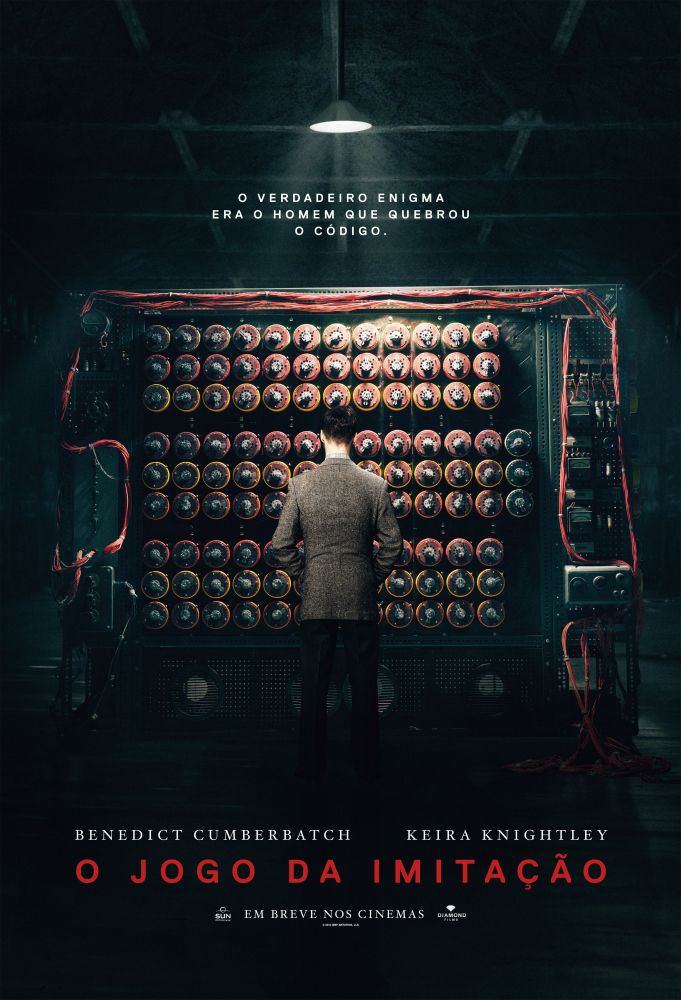 O VERDADEIRO ENIGMA
ERA O HOMEM QUE QUEBROU
O CÓDIGO.
BENEDICT CUMBERBATCH KEIRA KNIGHTLEY
O JOGO DA IMITAÇÃO
SUN EM BREVE NOS CINEMAS DIAMOND
FILMS